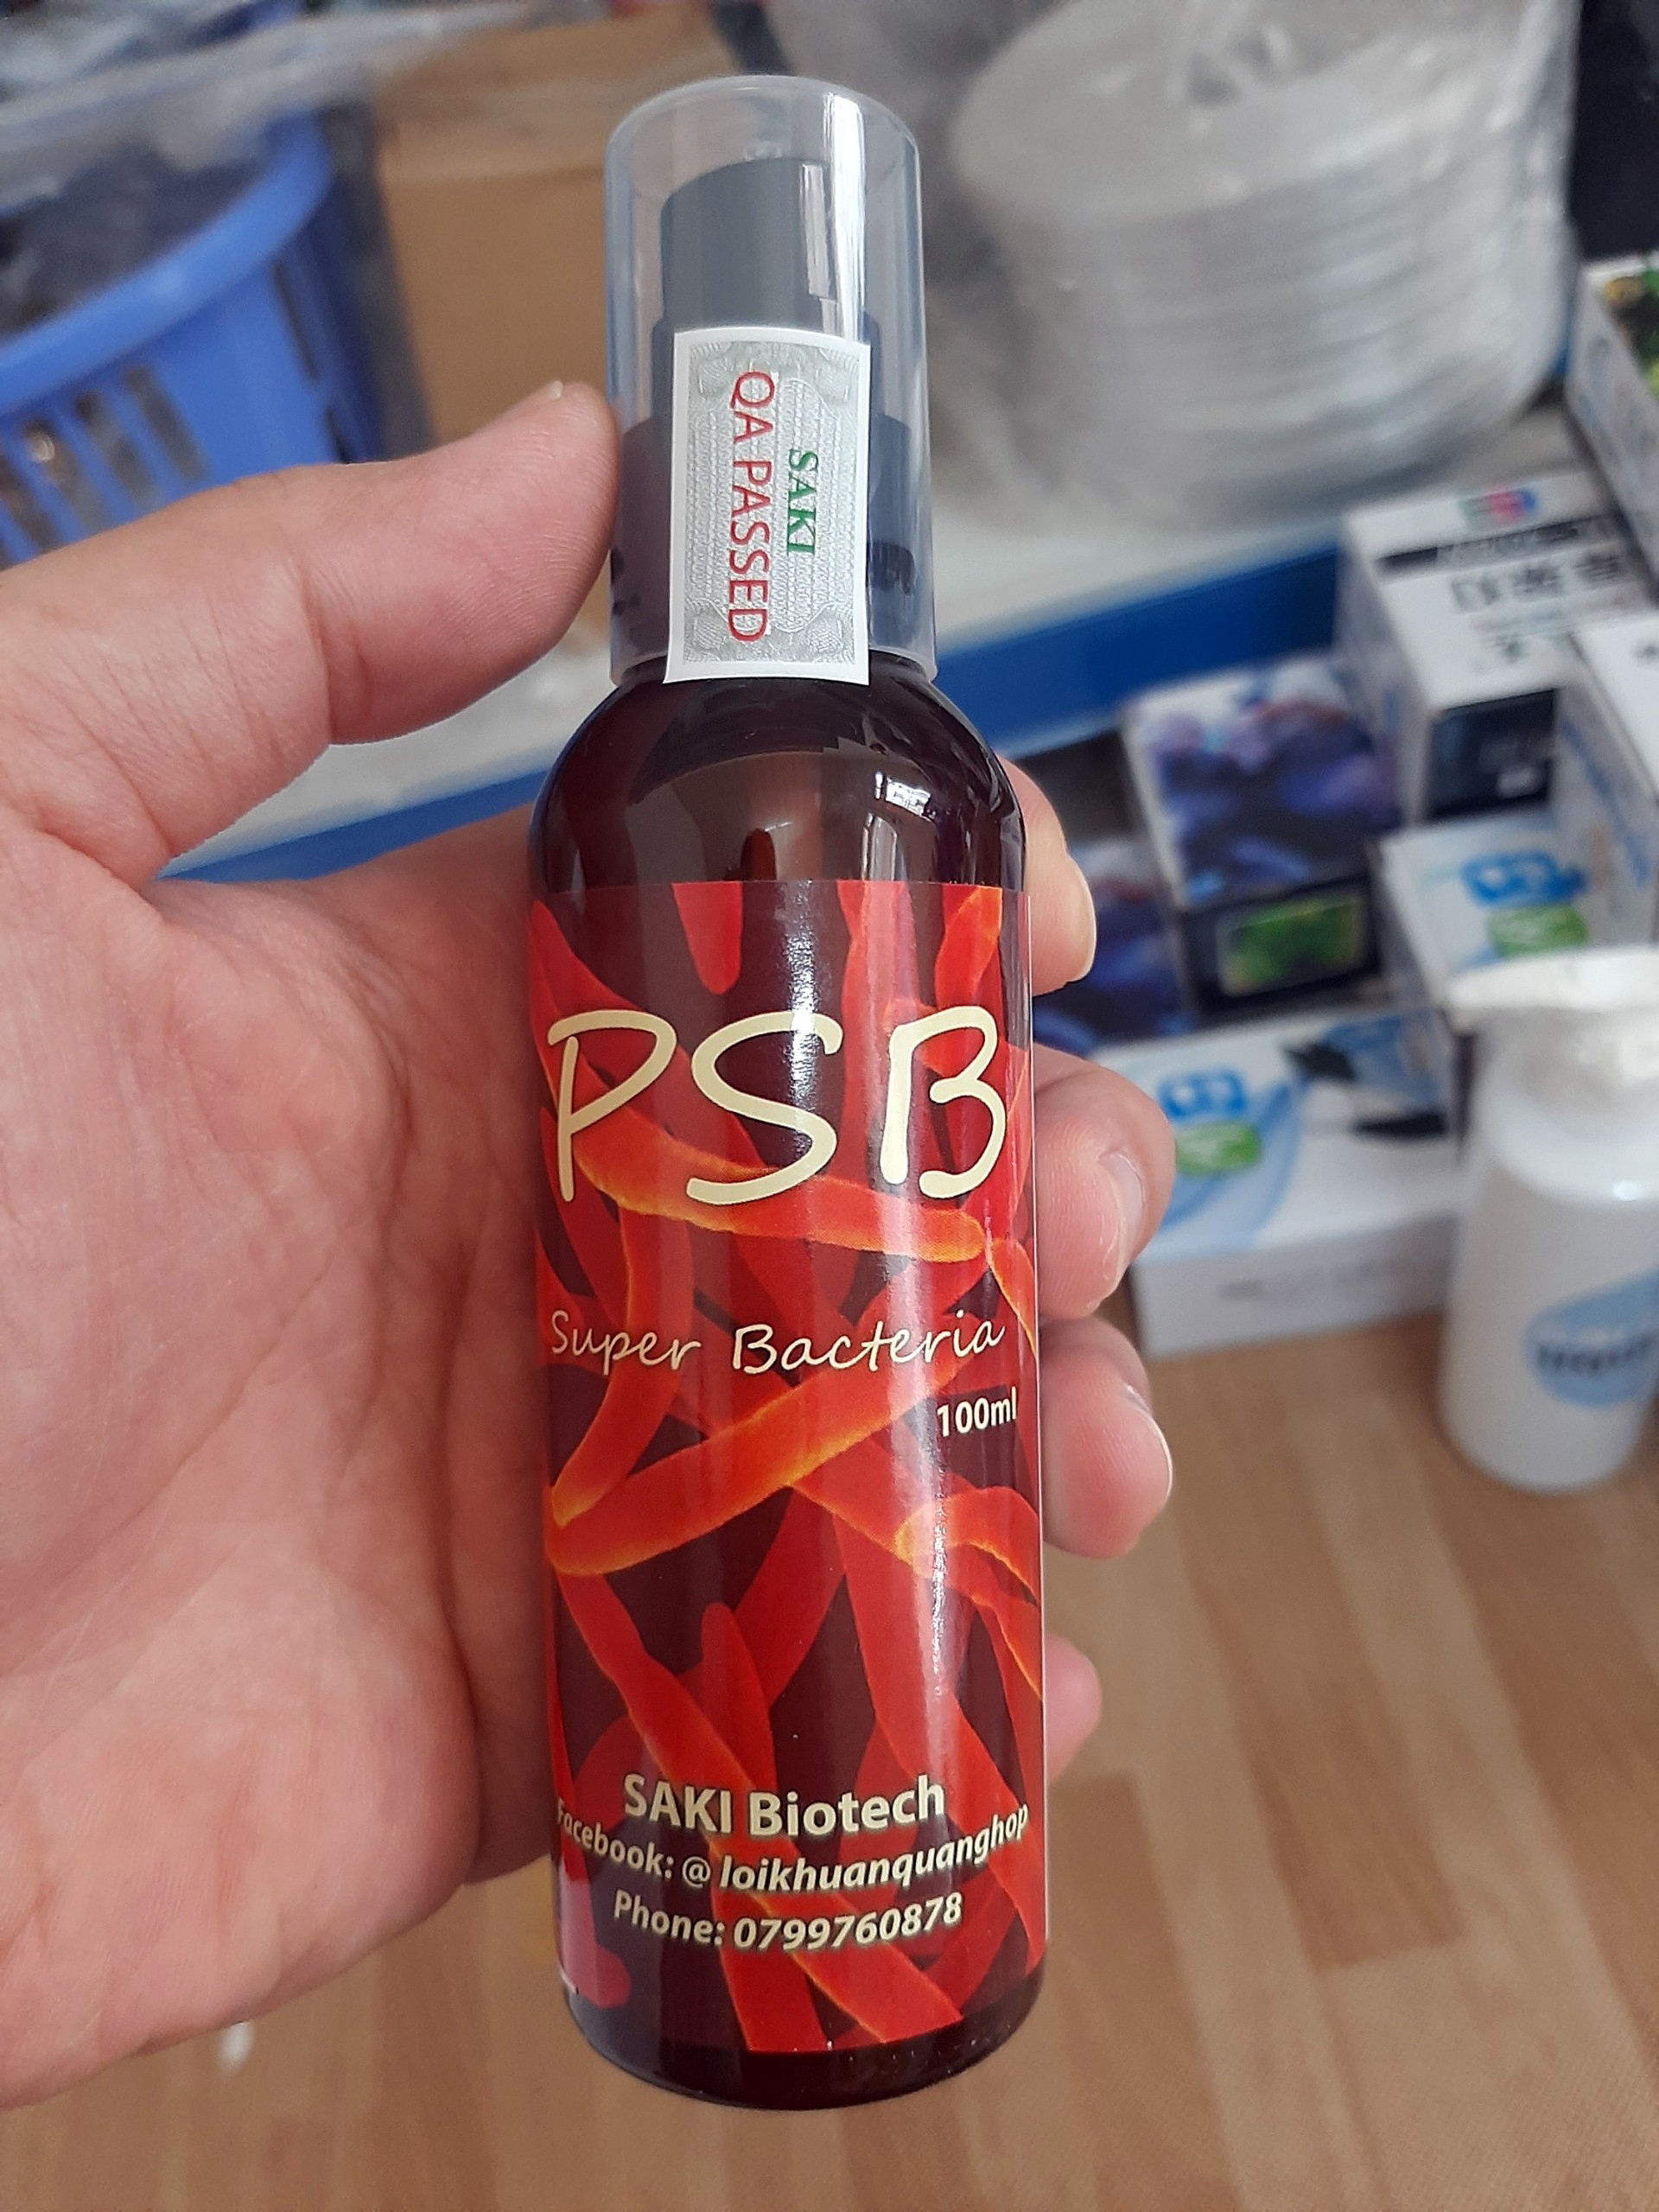 SAKI
QA PASSED
PSB
Super Bacteria
100ml
SAKI Biotech
Facebook: @ loikhuanquanghop
Phone: 0799760878